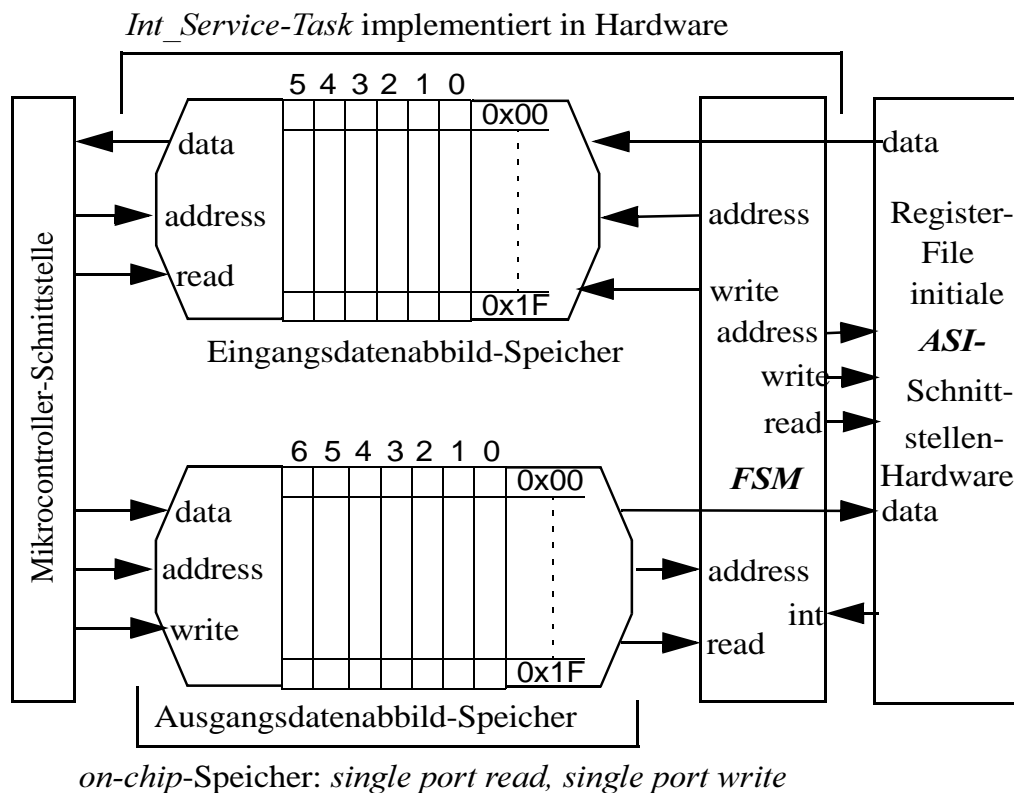 Int_Service-Task implementiert in Hardware
5 4 3 2 1 0
0x00
data
data
address
address
Register-
File
read
write
initiale
0x1F
address
ASI-
Eingangsdatenabbild-Speicher
write
Schnitt-
read
stellen-
Mikrocontroller-Schnittstelle
6 5 4 3 2 1 0
0x00
FSM
Hardware
data
data
address
address
int
write
read
0x1F
Ausgangsdatenabbild-Speicher
on-chip-Speicher: single port read, single port write